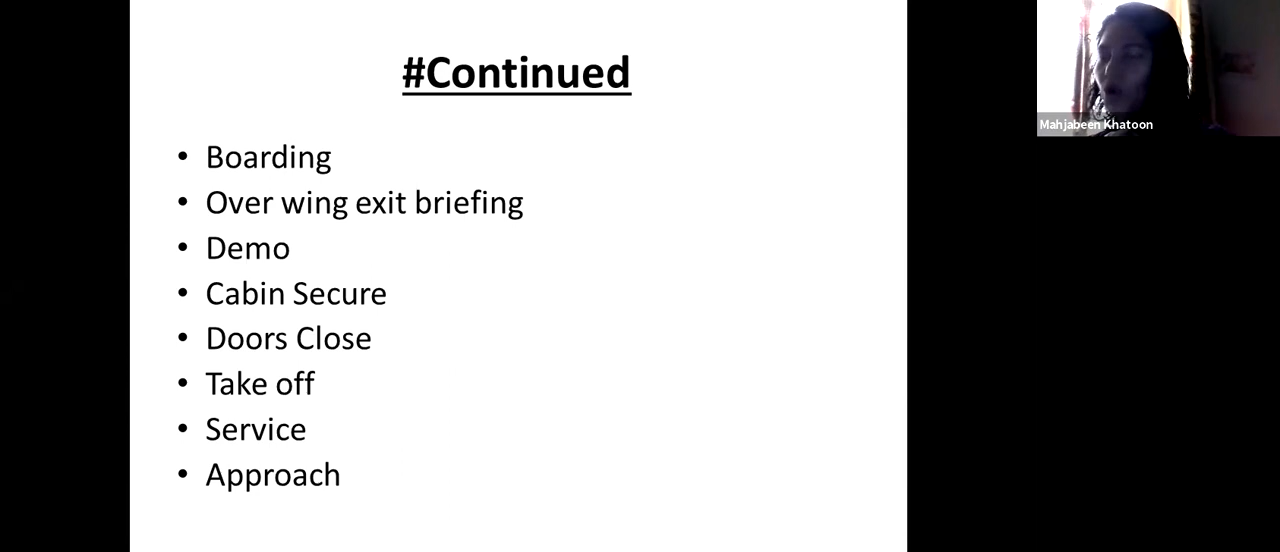 #Continued
• Boarding
• Over wing exit briefing
• Demo
• Cabin Secure
• Doors Close
• Take off
• Service
• Approach
Mahjabeen Khatoon